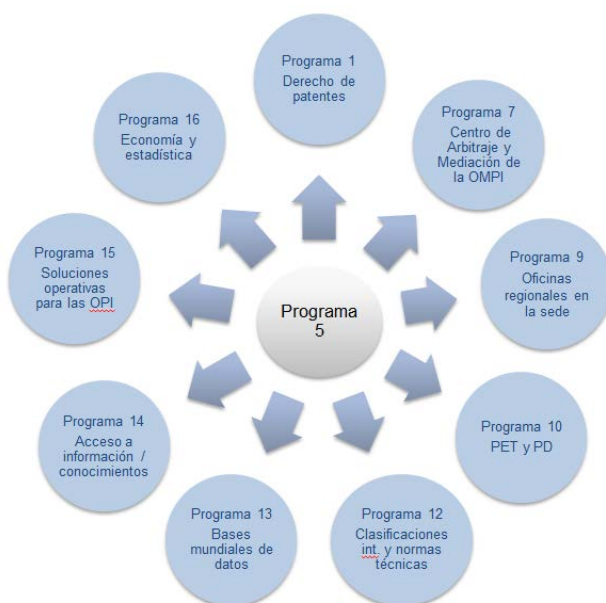 Programa 1
Derecho de
patentes
Programa 7
Centro de
Arbitraje y
Mediación de
la OMPI
Programa 9
Oficinas
regionales en
la sede
Programa 10
PET y PD
Programa 12
Clasificaciones
int. y normas
técnicas
Programa 13
Bases
mundiales de
datos
Programa 14
Acceso a
información /
conocimientos
Programa 15
Soluciones
operativas
para las OPI
Programa 16
Economía y
estadística
Programa
5